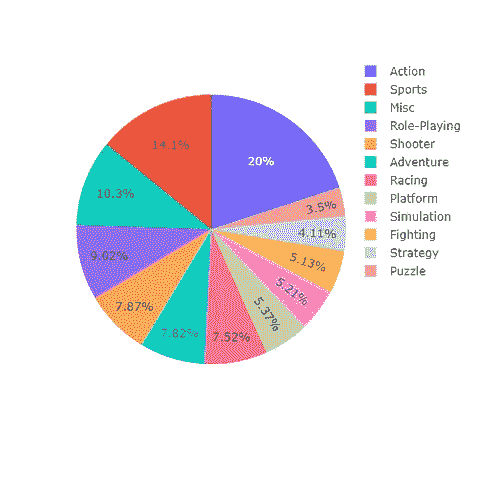 Action
Sports
Misc
Role-Playing
Shooter
Adventure
Racing
Platform
Simulation
Fighting
Strategy
Puzzle
20%
14.1%
10.3%
9.02%
7.87%
7.82%
7.52%
5.37%
5.21%
5.13%
4.11%
3.5%